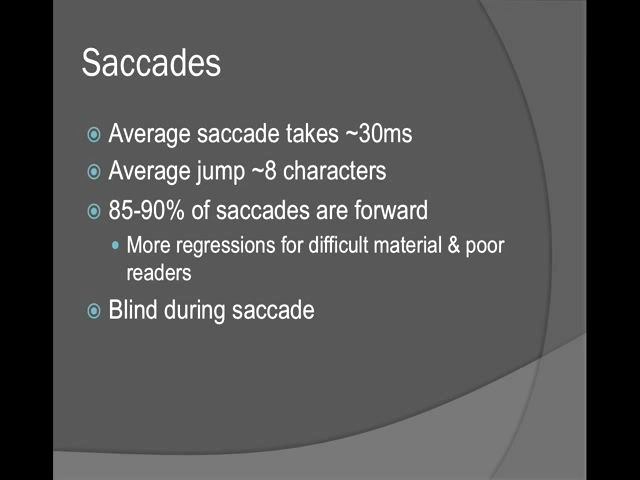 Saccades
Average saccade takes ~30ms
Average jump ~8 characters
85-90% of saccades are forward
More regressions for difficult material & poor
readers
Blind during saccade